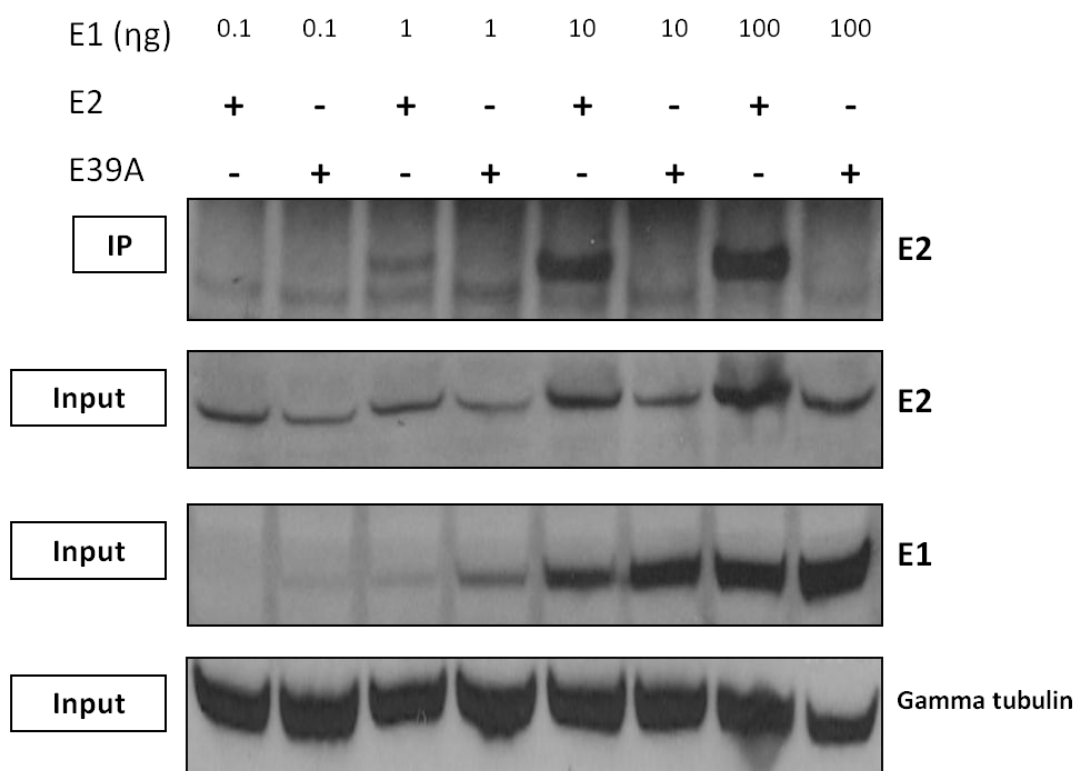 E1 (ηg) 0.1 0.1 1 1 10 10 100 100
E2 + - + - + - + -
E39A - + - + - + - +
IP E2
Input E2
Input E1
Input Gamma tubulin